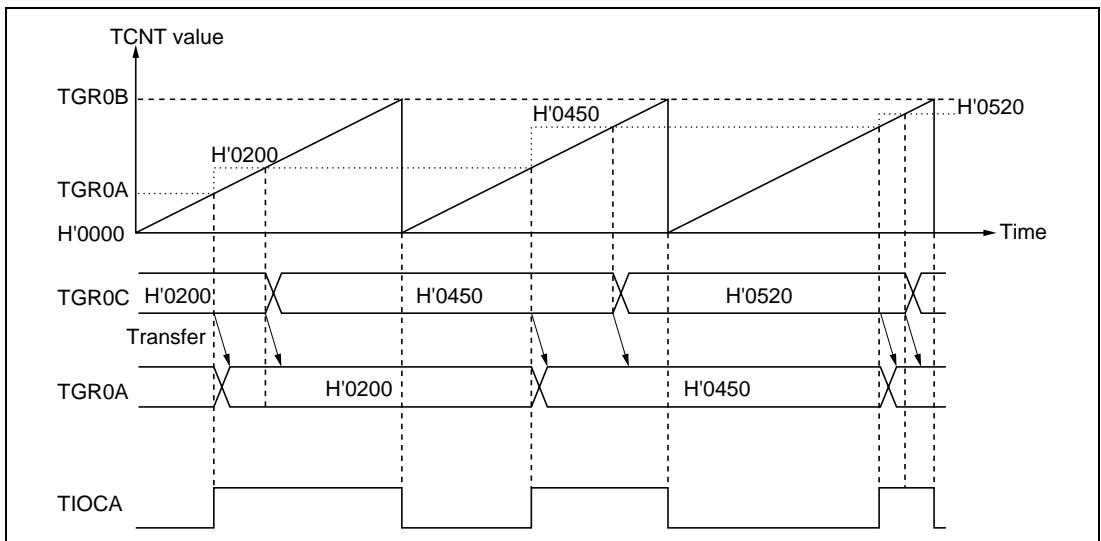 TCNT value
TGR0B
H'0520
H'0450
H'0200
TGR0A
H'0000
Time
TGR0C
H'0200
H'0450
H'0520
Transfer
TGR0A
H'0200
H'0450
TIOCA